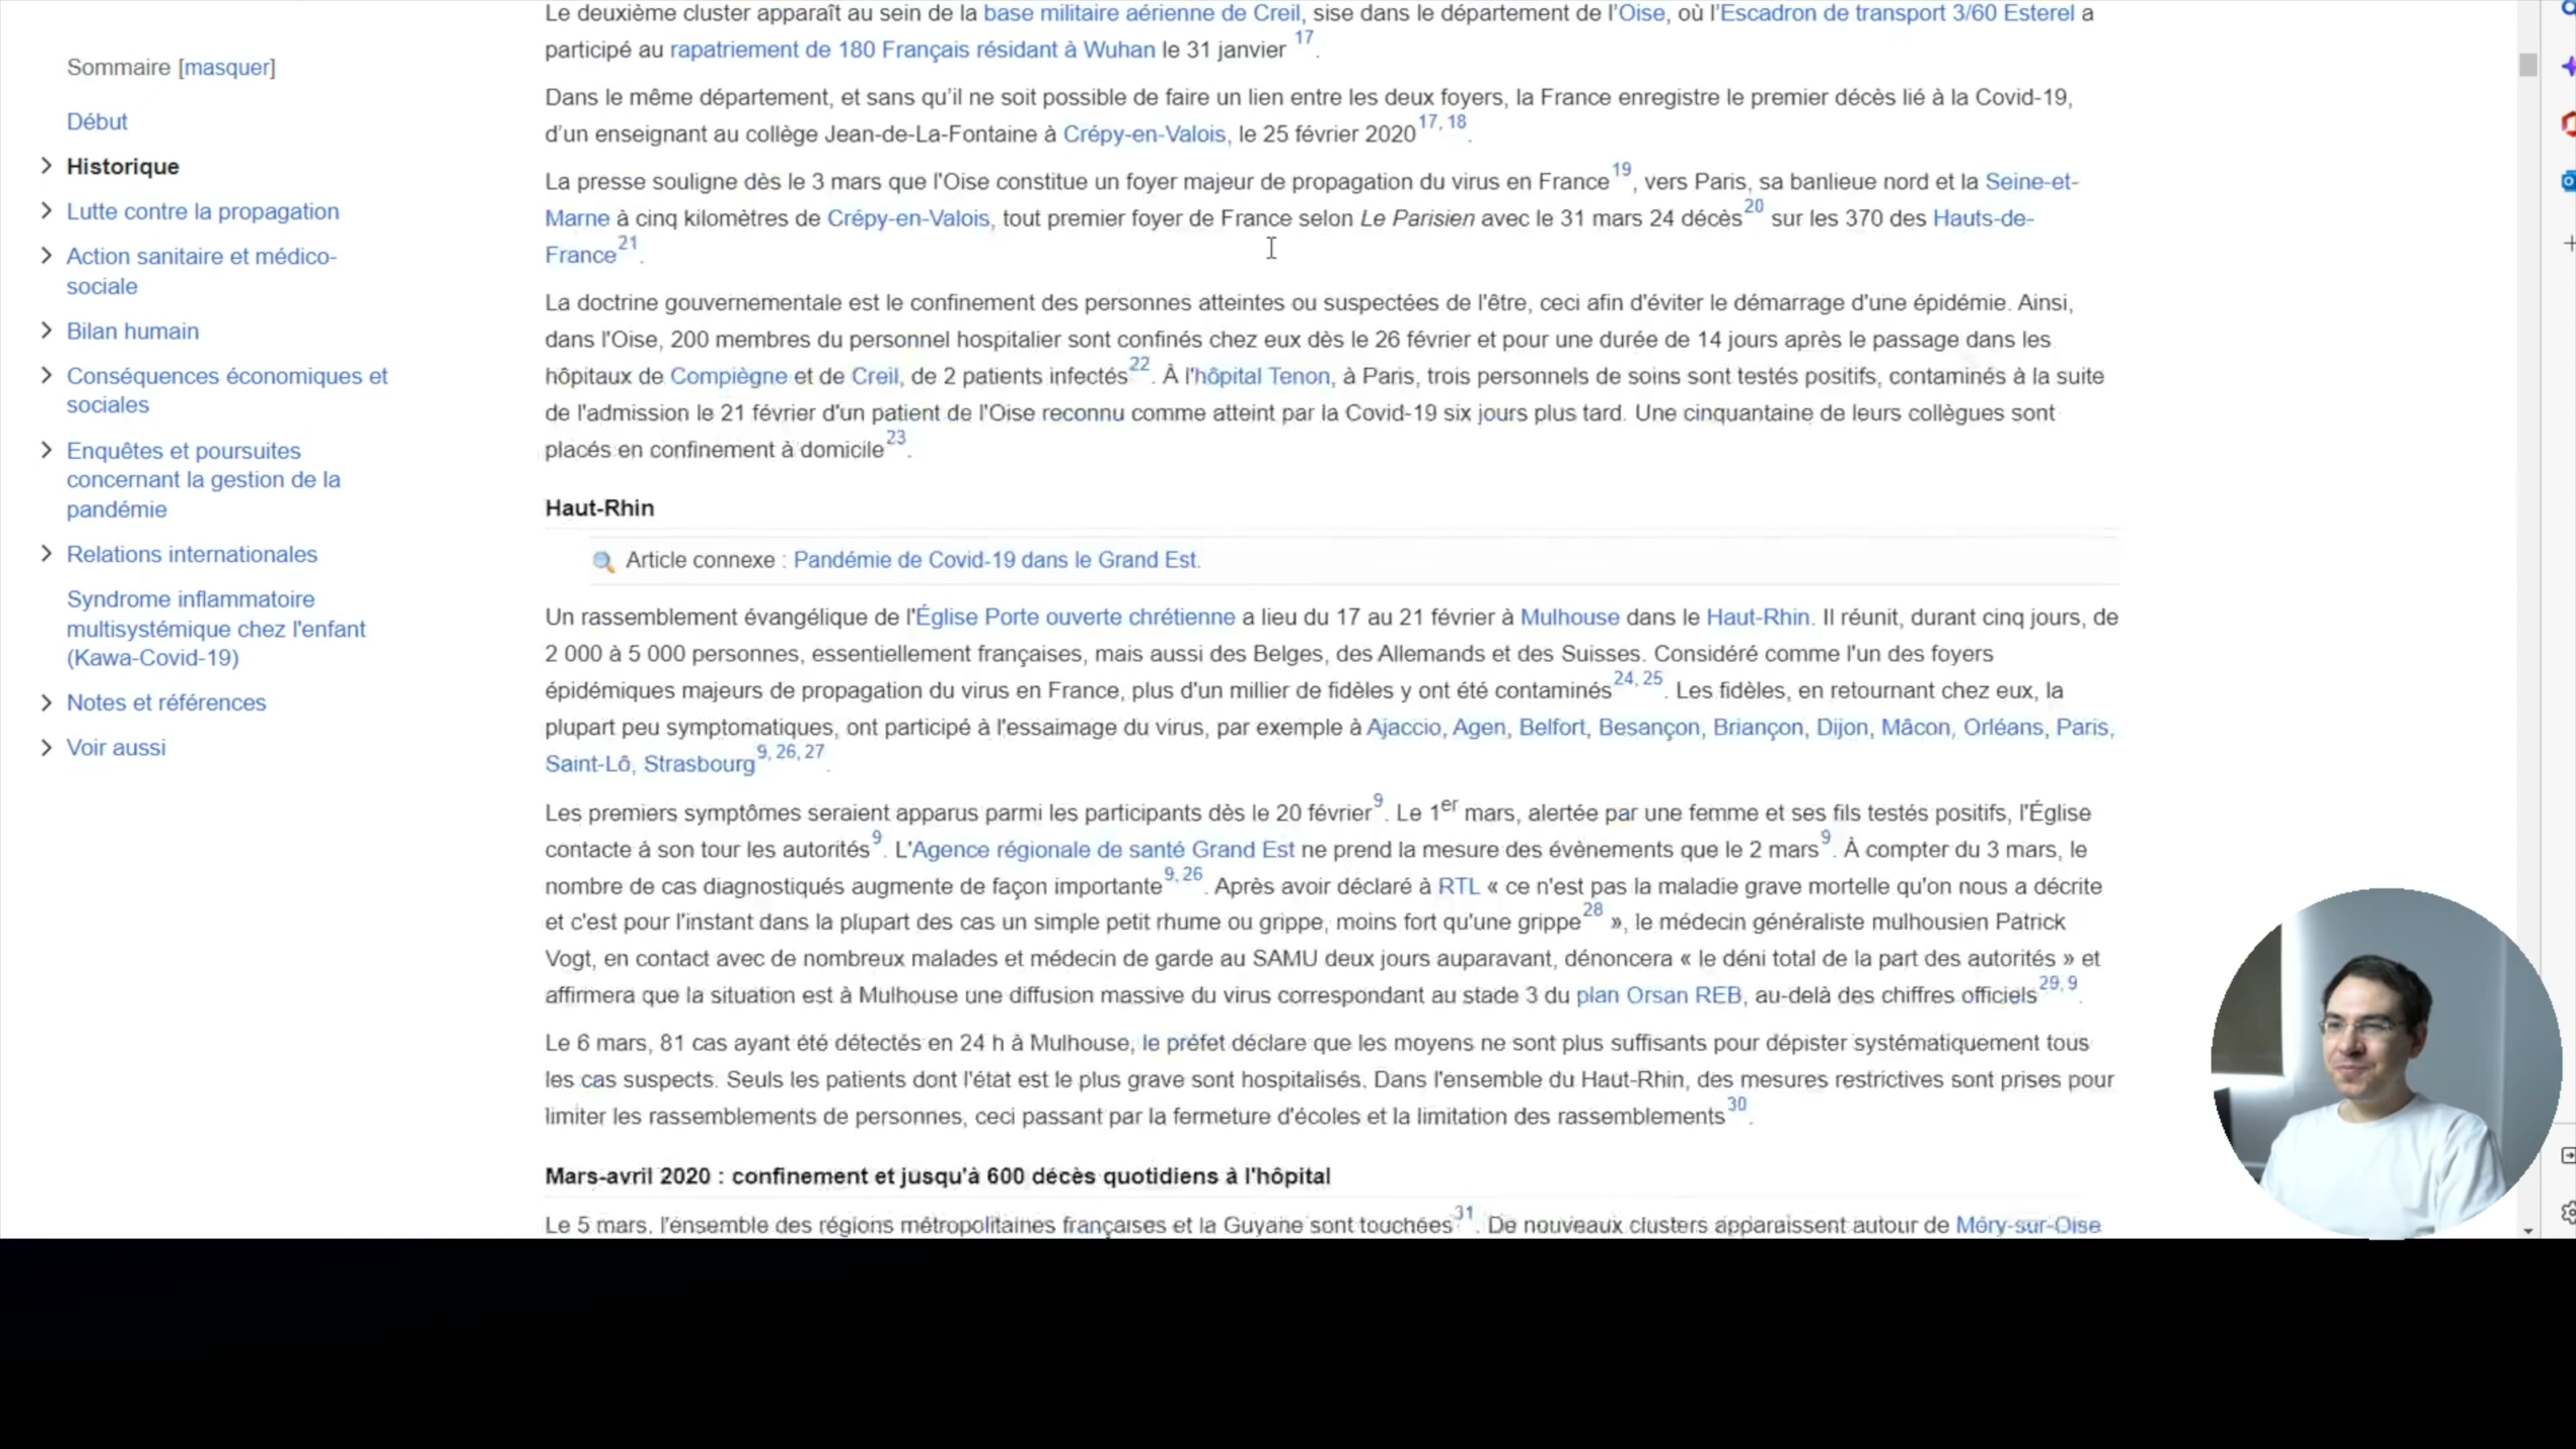 Le deuxième cluster apparaît au sein de la base militaire aérienne de Creil, sise dans le département de l'Oise, où l'Escadron de transport 3/60 Esterel a
participé au rapatriement de 180 Français résidant à Wuhan le 31 janvier 17.
Dans le même département, et sans qu'il ne soit possible de faire un lien entre les deux foyers, la France enregistre le premier décès lié à la Covid-19,
d'un enseignant au collège Jean-de-La-Fontaine à Crépy-en-Valois, le 25 février 2020 17, 18.
La presse souligne dès le 3 mars que l'Oise constitue un foyer majeur de propagation du virus en France 19, vers Paris, sa banlieue nord et la Seine-et-
Marne à cinq kilomètres de Crépy-en-Valois, tout premier foyer de France selon Le Parisien avec le 31 mars 24 décès 20 sur les 370 des Hauts-de-
France 21.
La doctrine gouvernementale est le confinement des personnes atteintes ou suspectées de l'être, ceci afin d'éviter le démarrage d'une épidémie. Ainsi,
dans l'Oise, 200 membres du personnel hospitalier sont confinés chez eux dès le 26 février et pour une durée de 14 jours après le passage dans les
hôpitaux de Compiègne et de Creil, de 2 patients infectés 22. À l'hôpital Tenon, à Paris, trois personnels de soins sont testés positifs, contaminés à la suite
de l'admission le 21 février d'un patient de l'Oise reconnu comme atteint par la Covid-19 six jours plus tard. Une cinquantaine de leurs collègues sont
placés en confinement à domicile 23.
Haut-Rhin
Article connexe : Pandémie de Covid-19 dans le Grand Est.
Un rassemblement évangélique de l'Église Porte ouverte chrétienne a lieu du 17 au 21 février à Mulhouse dans le Haut-Rhin. Il réunit, durant cinq jours, de
2 000 à 5 000 personnes, essentiellement françaises, mais aussi des Belges, des Allemands et des Suisses. Considéré comme l'un des foyers
épidémiques majeurs de propagation du virus en France, plus d'un millier de fidèles y ont été contaminés 24, 25. Les fidèles, en retournant chez eux, la
plupart peu symptomatiques, ont participé à l'essaimage du virus, par exemple à Ajaccio, Agen, Belfort, Besançon, Briançon, Dijon, Mâcon, Orléans, Paris,
Saint-Lô, Strasbourg 9, 26, 27.
Les premiers symptômes seraient apparus parmi les participants dès le 20 février 9. Le 1er mars, alertée par une femme et ses fils testés positifs, l'Église
contacte à son tour les autorités 9. L'Agence régionale de santé Grand Est ne prend la mesure des évènements que le 2 mars 9. À compter du 3 mars, le
nombre de cas diagnostiqués augmente de façon importante 9, 26. Après avoir déclaré à RTL « ce n'est pas la maladie grave mortelle qu'on nous a décrite
et c'est pour l'instant dans la plupart des cas un simple petit rhume ou grippe, moins fort qu'une grippe 28 », le médecin généraliste mulhousien Patrick
Vogt, en contact avec de nombreux malades et médecin de garde au SAMU deux jours auparavant, dénoncera « le déni total de la part des autorités » et
affirmera que la situation est à Mulhouse une diffusion massive du virus correspondant au stade 3 du plan Orsan REB, au-delà des chiffres officiels 29, 9.
Le 6 mars, 81 cas ayant été détectés en 24 h à Mulhouse, le préfet déclare que les moyens ne sont plus suffisants pour dépister systématiquement tous
les cas suspects. Seuls les patients dont l'état est le plus grave sont hospitalisés. Dans l'ensemble du Haut-Rhin, des mesures restrictives sont prises pour
limiter les rassemblements de personnes, ceci passant par la fermeture d'écoles et la limitation des rassemblements 30.
Mars-avril 2020 : confinement et jusqu'à 600 décès quotidiens à l'hôpital
Le 5 mars, l'ensemble des régions métropolitaines françaises et la Guyane sont touchées 31. De nouveaux clusters apparaissent autour de Méry-sur-Oise
Sommaire [masquer]
Début
Historique
Lutte contre la propagation
Action sanitaire et médico-
sociale
Bilan humain
Conséquences économiques et
sociales
Enquêtes et poursuites
concernant la gestion de la
pandémie
Relations internationales
Syndrome inflammatoire
multisystémique chez l'enfant
(Kawa-Covid-19)
Notes et références
Voir aussi